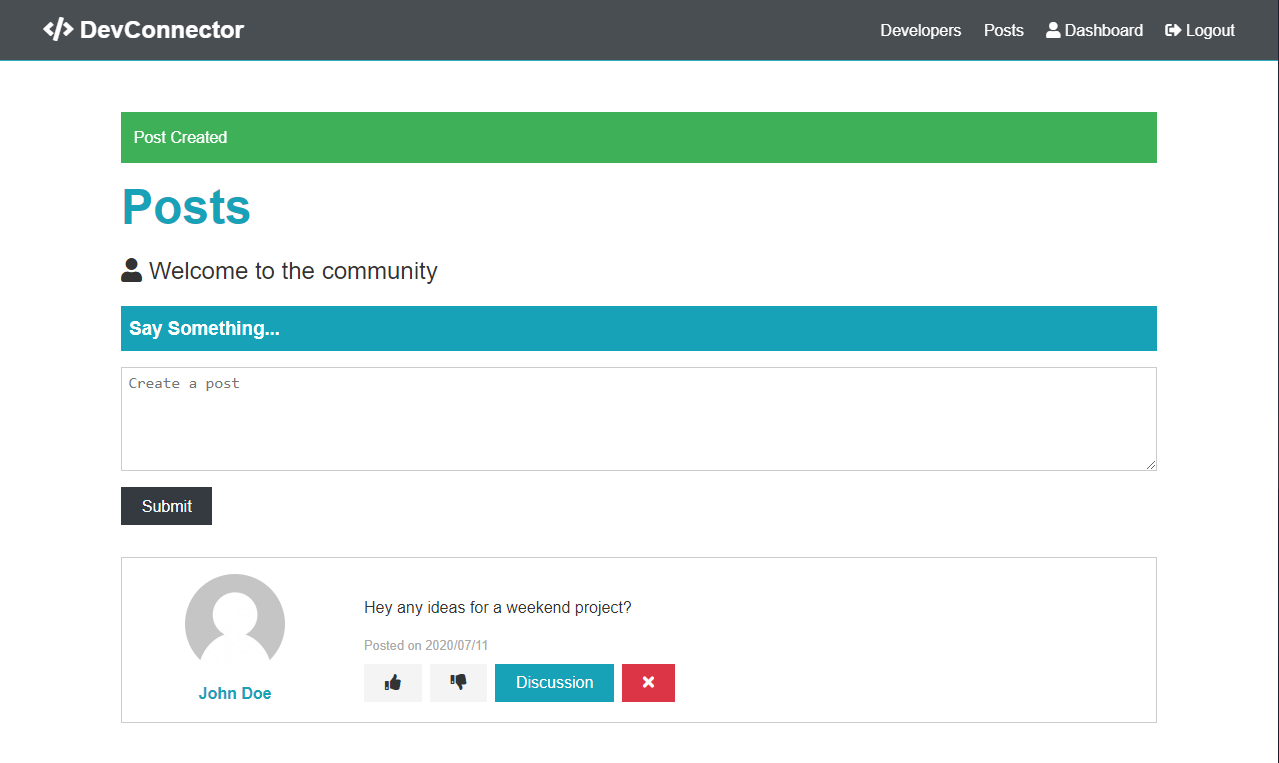 DevConnector
Developers Posts Dashboard Logout
Post Created
Posts
Welcome to the community
Say Something...
Create a post
Submit
Hey any ideas for a weekend project?
Posted on 2020/07/11
Discussion
John Doe